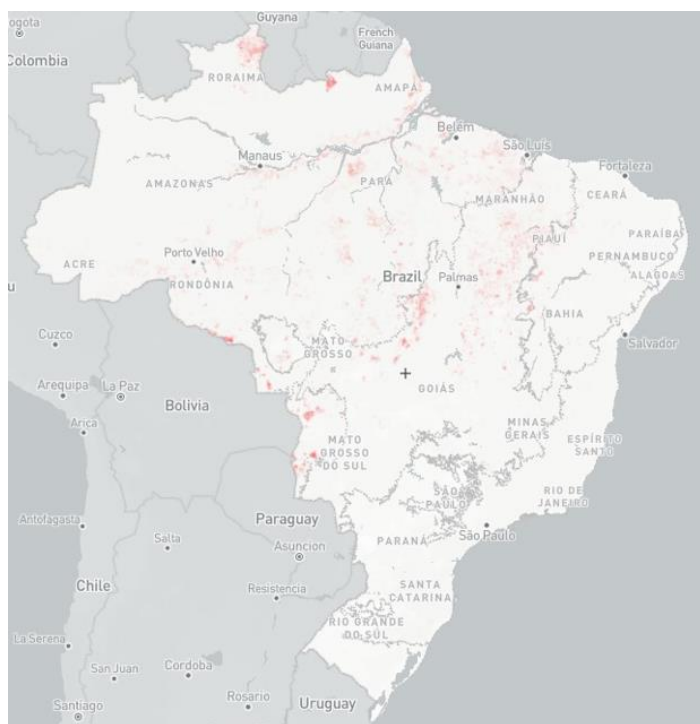 ogota
Guyana
French
Guiana
Colombia
RORAIMA
AMAPÁ
Belém
São Luís
Manaus
Fortaleza
AMAZONAS
PARÁ
MARANHÃO
CEARÁ
PIAUÍ
PARAÍBA
Porto Velho
PERNAMBUCO
ACRE
RONDÔNIA
Brazil
Palmas
ALAGOAS
u
BAHIA
Cuzco
MATO
GROSSO
Salvador
Arequipa
La Paz
GOIÁS
Bolivia
Arica
MINAS
GERAIS
MATO
GROSSO
DO SUL
ESPÍRITO
SANTO
SÃO
PAULO
RIO DE
JANEIRO
Antofagasta
Paraguay
Salta
São Paulo
PARANÁ
Asuncion
Chile
Resistencia
SANTA
CATARINA
RIO GRANDE
DO SUL
La Serena
San Juan
Cordoba
Rosario
Uruguay
Santiago